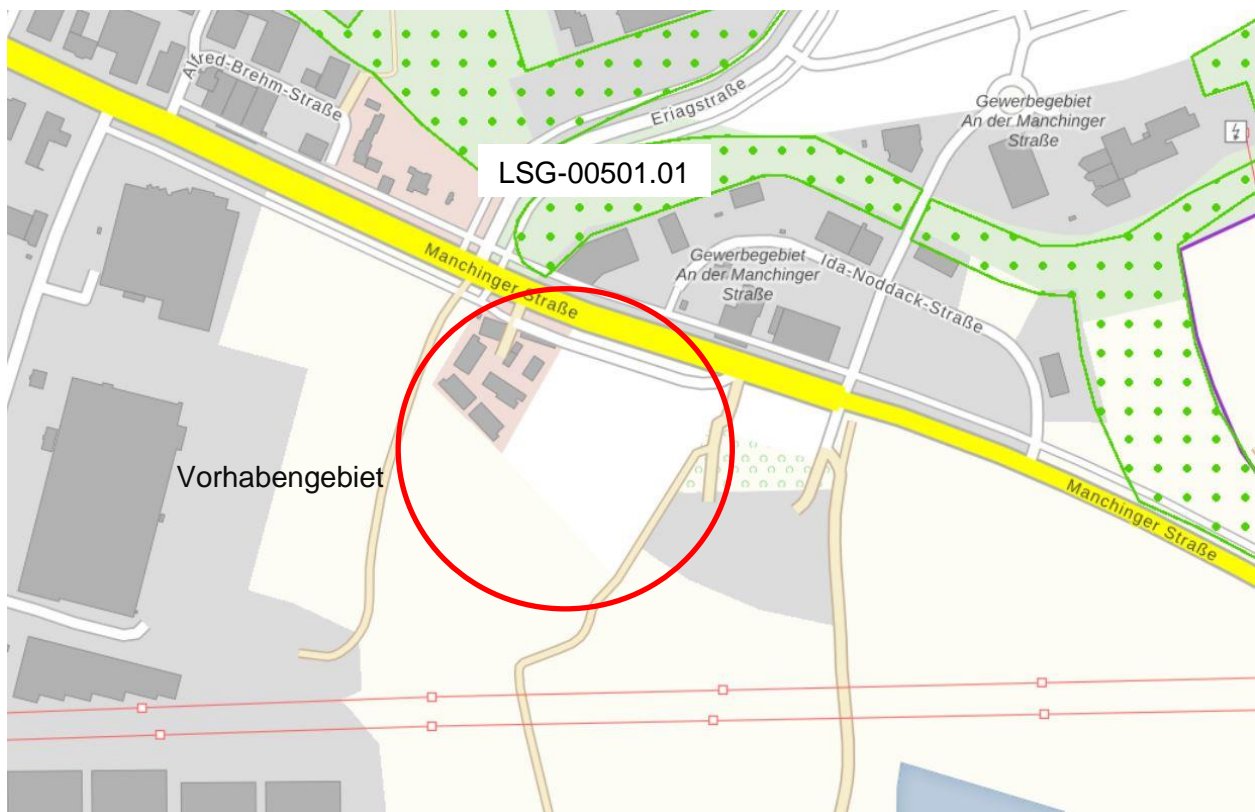 Alfred-Brehm-Straße
Eriagstraße
Gewerbegebiet
An der Manchinger
Straße
LSG-00501.01
Manchinger Straße
Gewerbegebiet
An der Manchinger
Straße
Ida-Noddack-Straße
Vorhabengebiet
Manchinger Straße